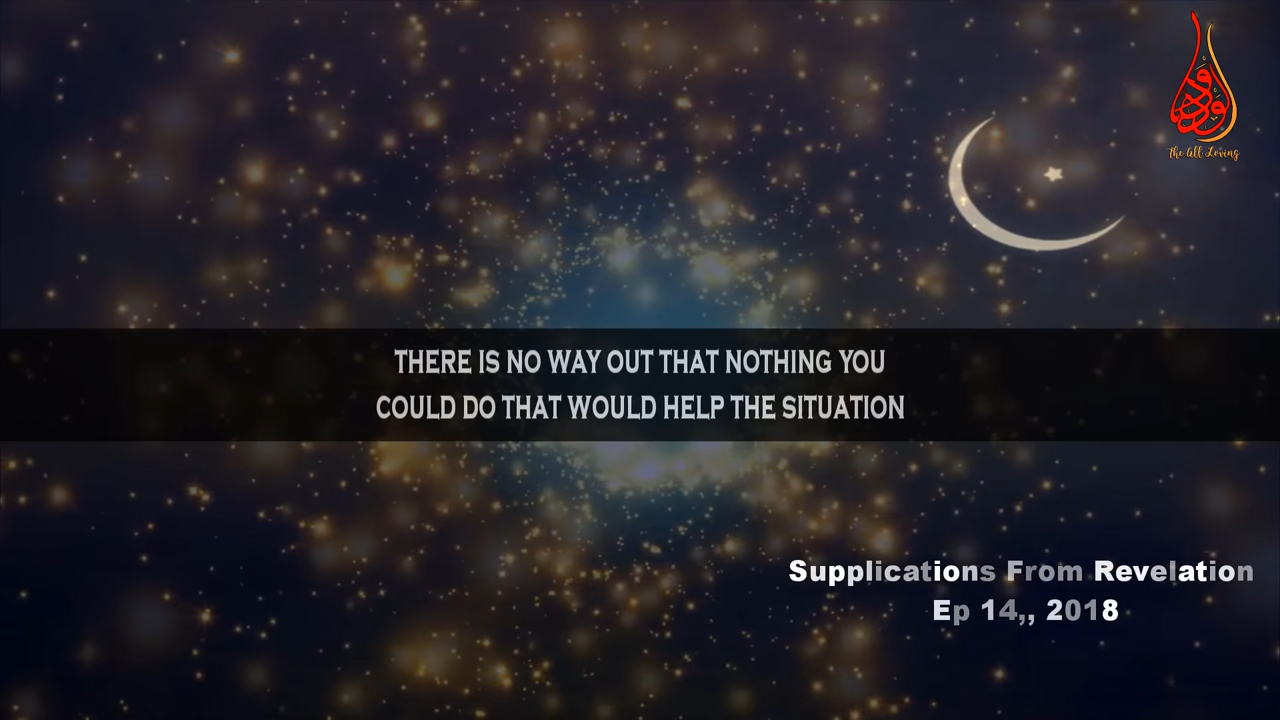 الودود
The All Loving
THERE IS NO WAY OUT THAT NOTHING YOU
COULD DO THAT WOULD HELP THE SITUATION
Supplications From Revelation
Ep 14,, 2018